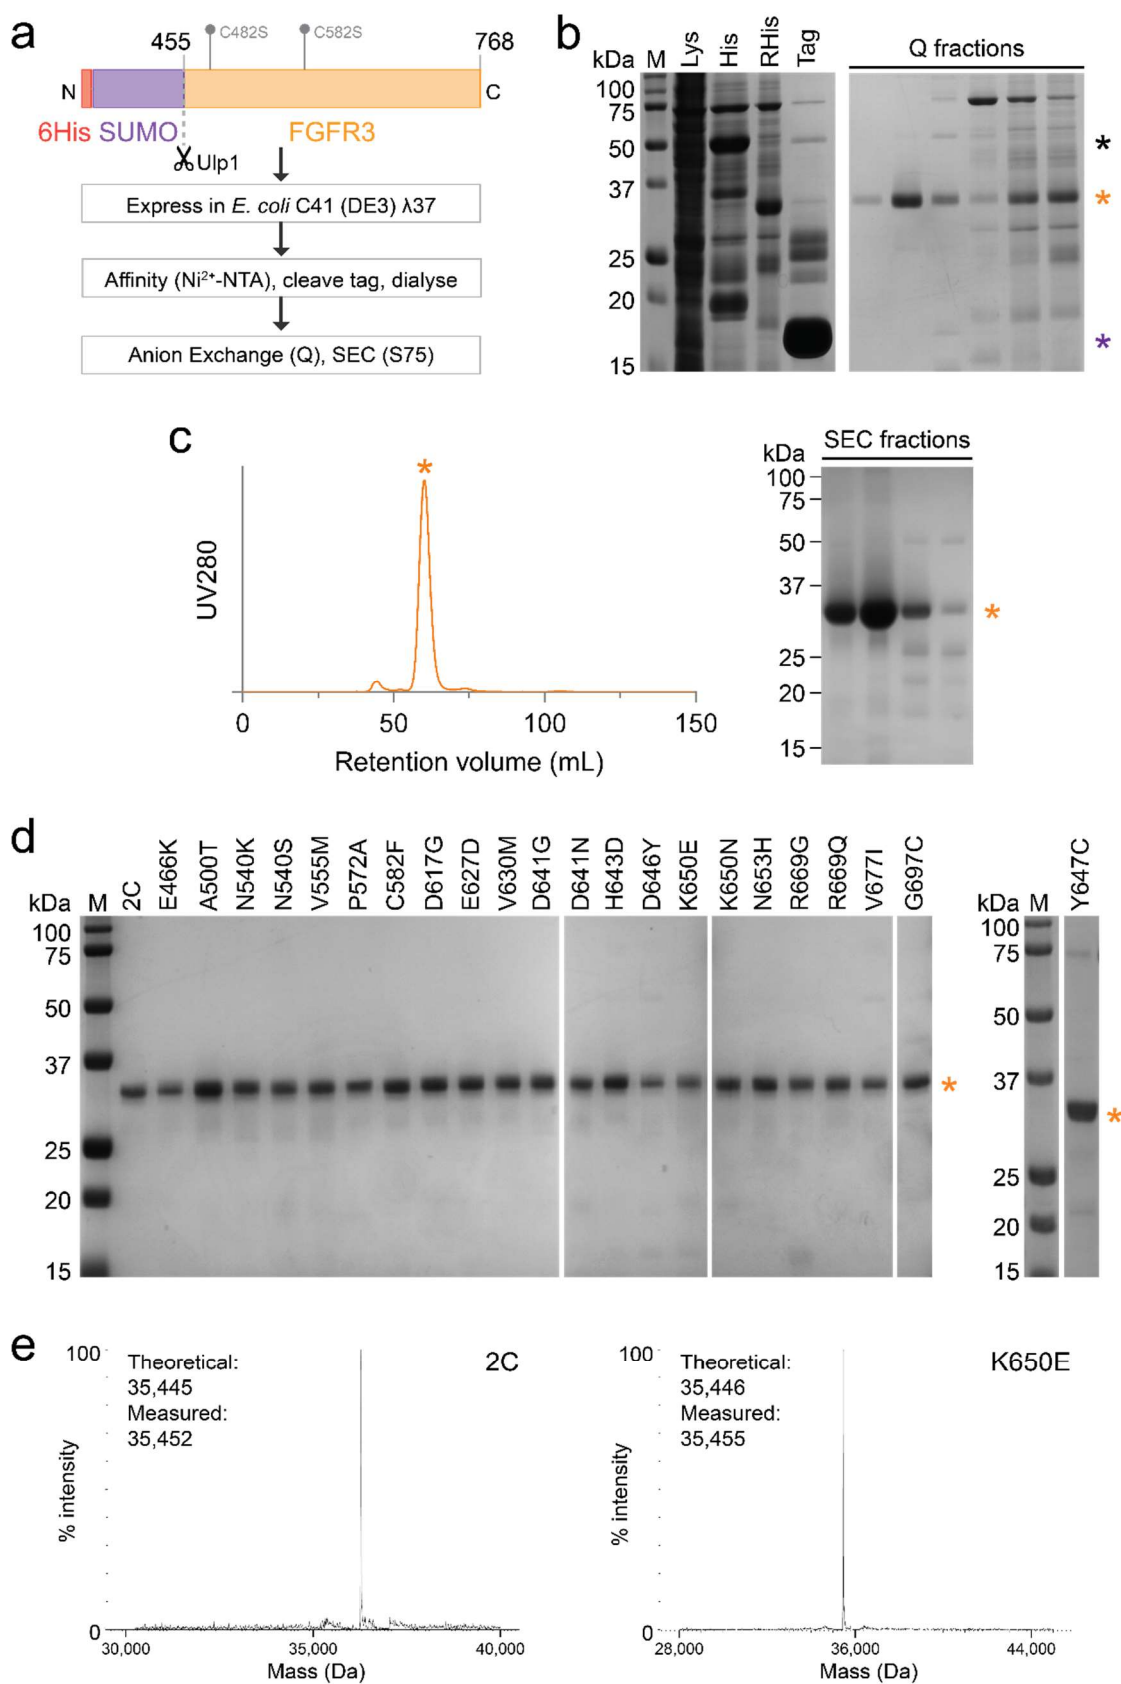 a
C482S
C582S
455
768
N
C
6His SUMO
FGFR3
Ulp1
Express in E. coli C41 (DE3) λ37
Affinity (Ni²⁺-NTA), cleave tag, dialyse
Anion Exchange (Q), SEC (S75)
b
kDa
M
Lys
His
RHis
Tag
Q fractions
100
75
50
37
25
20
15
*
*
*
c
*
UV280
0
50
100
150
Retention volume (mL)
SEC fractions
kDa
100
75
50
37
25
20
15
*
d
kDa
M
2C
E466K
A500T
N540K
N540S
V555M
P572A
C582F
D617G
E627D
V630M
D641G
D641N
H643D
D646Y
K650E
K650N
N653H
R669G
R669Q
V677I
G697C
100
75
50
37
25
20
15
*
kDa
M
Y647C
100
75
50
37
25
20
15
*
e
100
Theoretical:
35,445
Measured:
35,452
2C
% intensity
0
30,000
35,000
40,000
Mass (Da)
100
Theoretical:
35,446
Measured:
35,455
K650E
% intensity
0
28,000
36,000
44,000
Mass (Da)